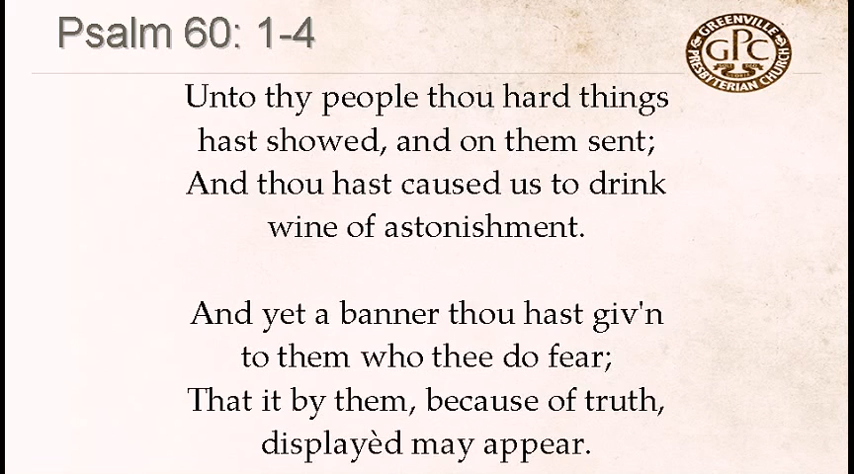 Psalm 60: 1-4
GREENVILLE
GPC
PRESBYTERIAN CHURCH
Unto thy people thou hard things
hast showed, and on them sent;
And thou hast caused us to drink
wine of astonishment.
And yet a banner thou hast giv'n
to them who thee do fear;
That it by them, because of truth,
displayèd may appear.